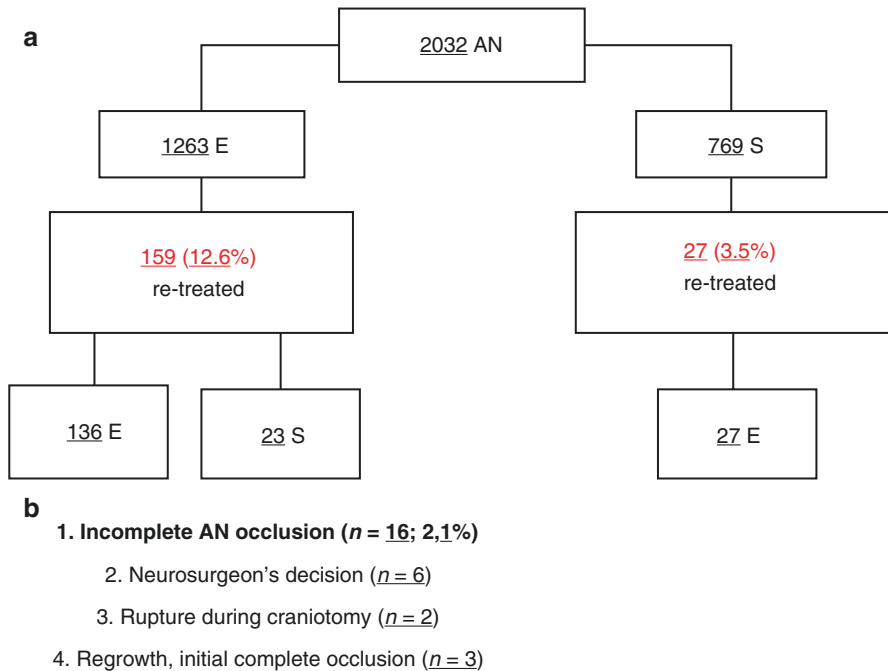 a
2032 AN
1263 E
769 S
159 (12.6%)
re-treated
27 (3.5%)
re-treated
136 E
23 S
27 E
b
1. Incomplete AN occlusion (n = 16; 2,1%)
2. Neurosurgeon's decision (n = 6)
3. Rupture during craniotomy (n = 2)
4. Regrowth, initial complete occlusion (n = 3)